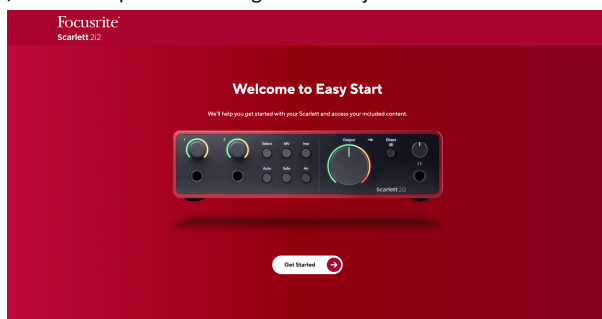 Focusrite®
Scarlett 2i2
Welcome to Easy Start
We'll help you get started with your Scarlett and access your included content.
1 2 Select 48V Inst Output Direct
Auto Safe Air
Scarlett 2i2
Get Started